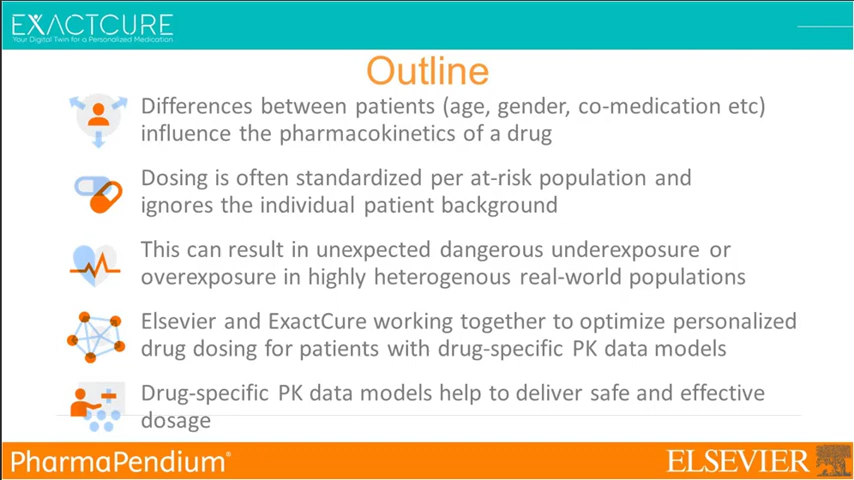 EXACTCURE
Your Digital Twin for a Personalized Medication
Outline
Differences between patients (age, gender, co-medication etc)
influence the pharmacokinetics of a drug
Dosing is often standardized per at-risk population and
ignores the individual patient background
This can result in unexpected dangerous underexposure or
overexposure in highly heterogenous real-world populations
Elsevier and ExactCure working together to optimize personalized
drug dosing for patients with drug-specific PK data models
Drug-specific PK data models help to deliver safe and effective
dosage
PharmaPendium®
ELSEVIER